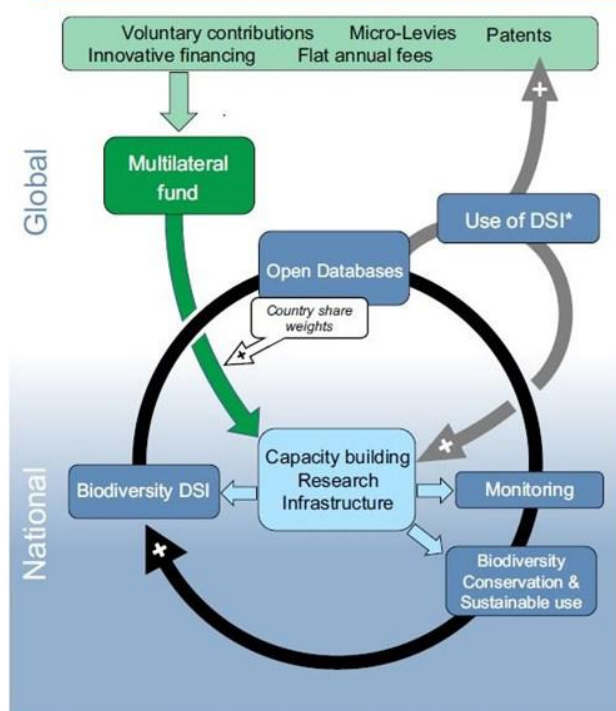 Voluntary contributions Micro-Levies Patents
Innovative financing Flat annual fees
Global
Multilateral
fund
Use of DSI*
Open Databases
Country share
weights
National
Capacity building
Research
Infrastructure
Biodiversity DSI
Monitoring
Biodiversity
Conservation &
Sustainable use